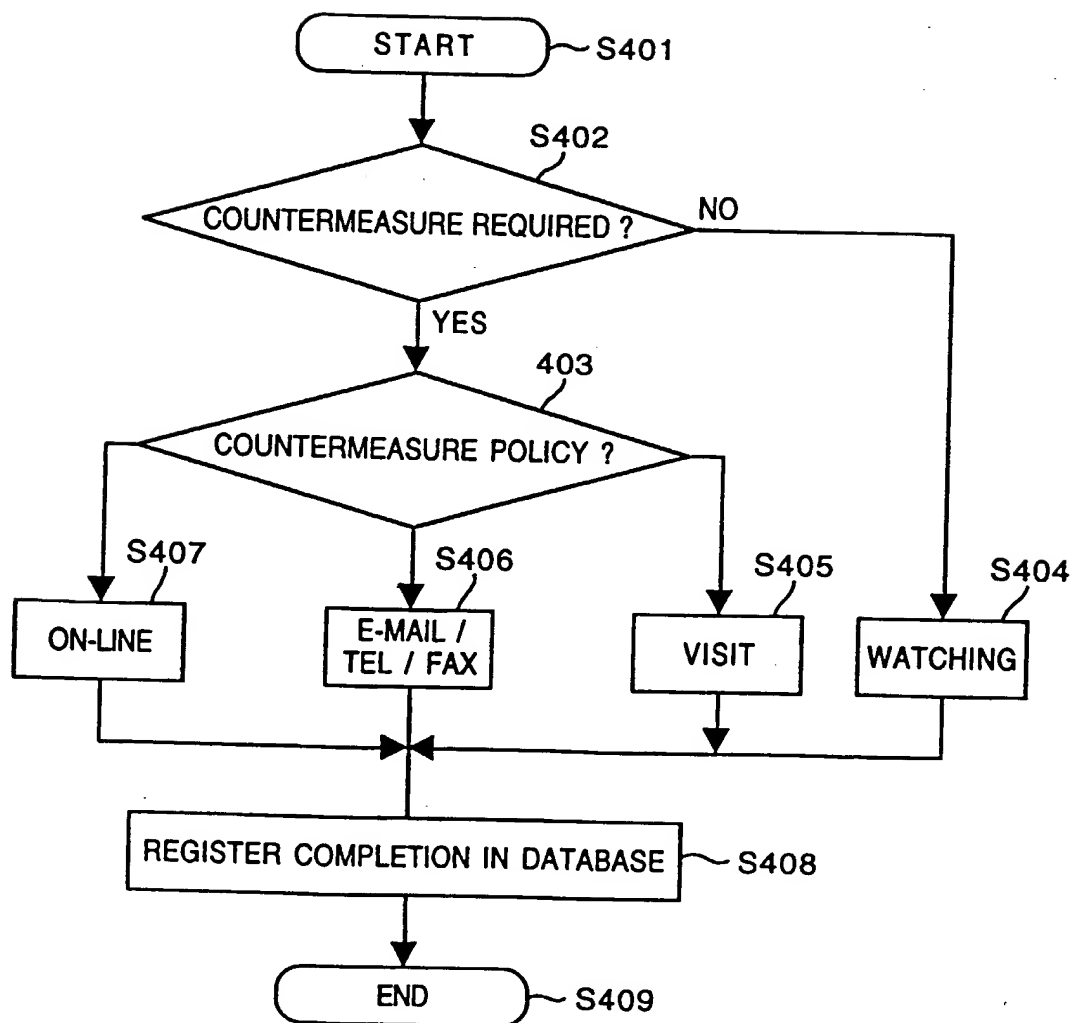 START
S401
S402
COUNTERMEASURE REQUIRED ?
NO
YES
403
COUNTERMEASURE POLICY ?
S407
S406
S405
S404
ON-LINE
E-MAIL /
TEL / FAX
VISIT
WATCHING
REGISTER COMPLETION IN DATABASE
S408
END
S409